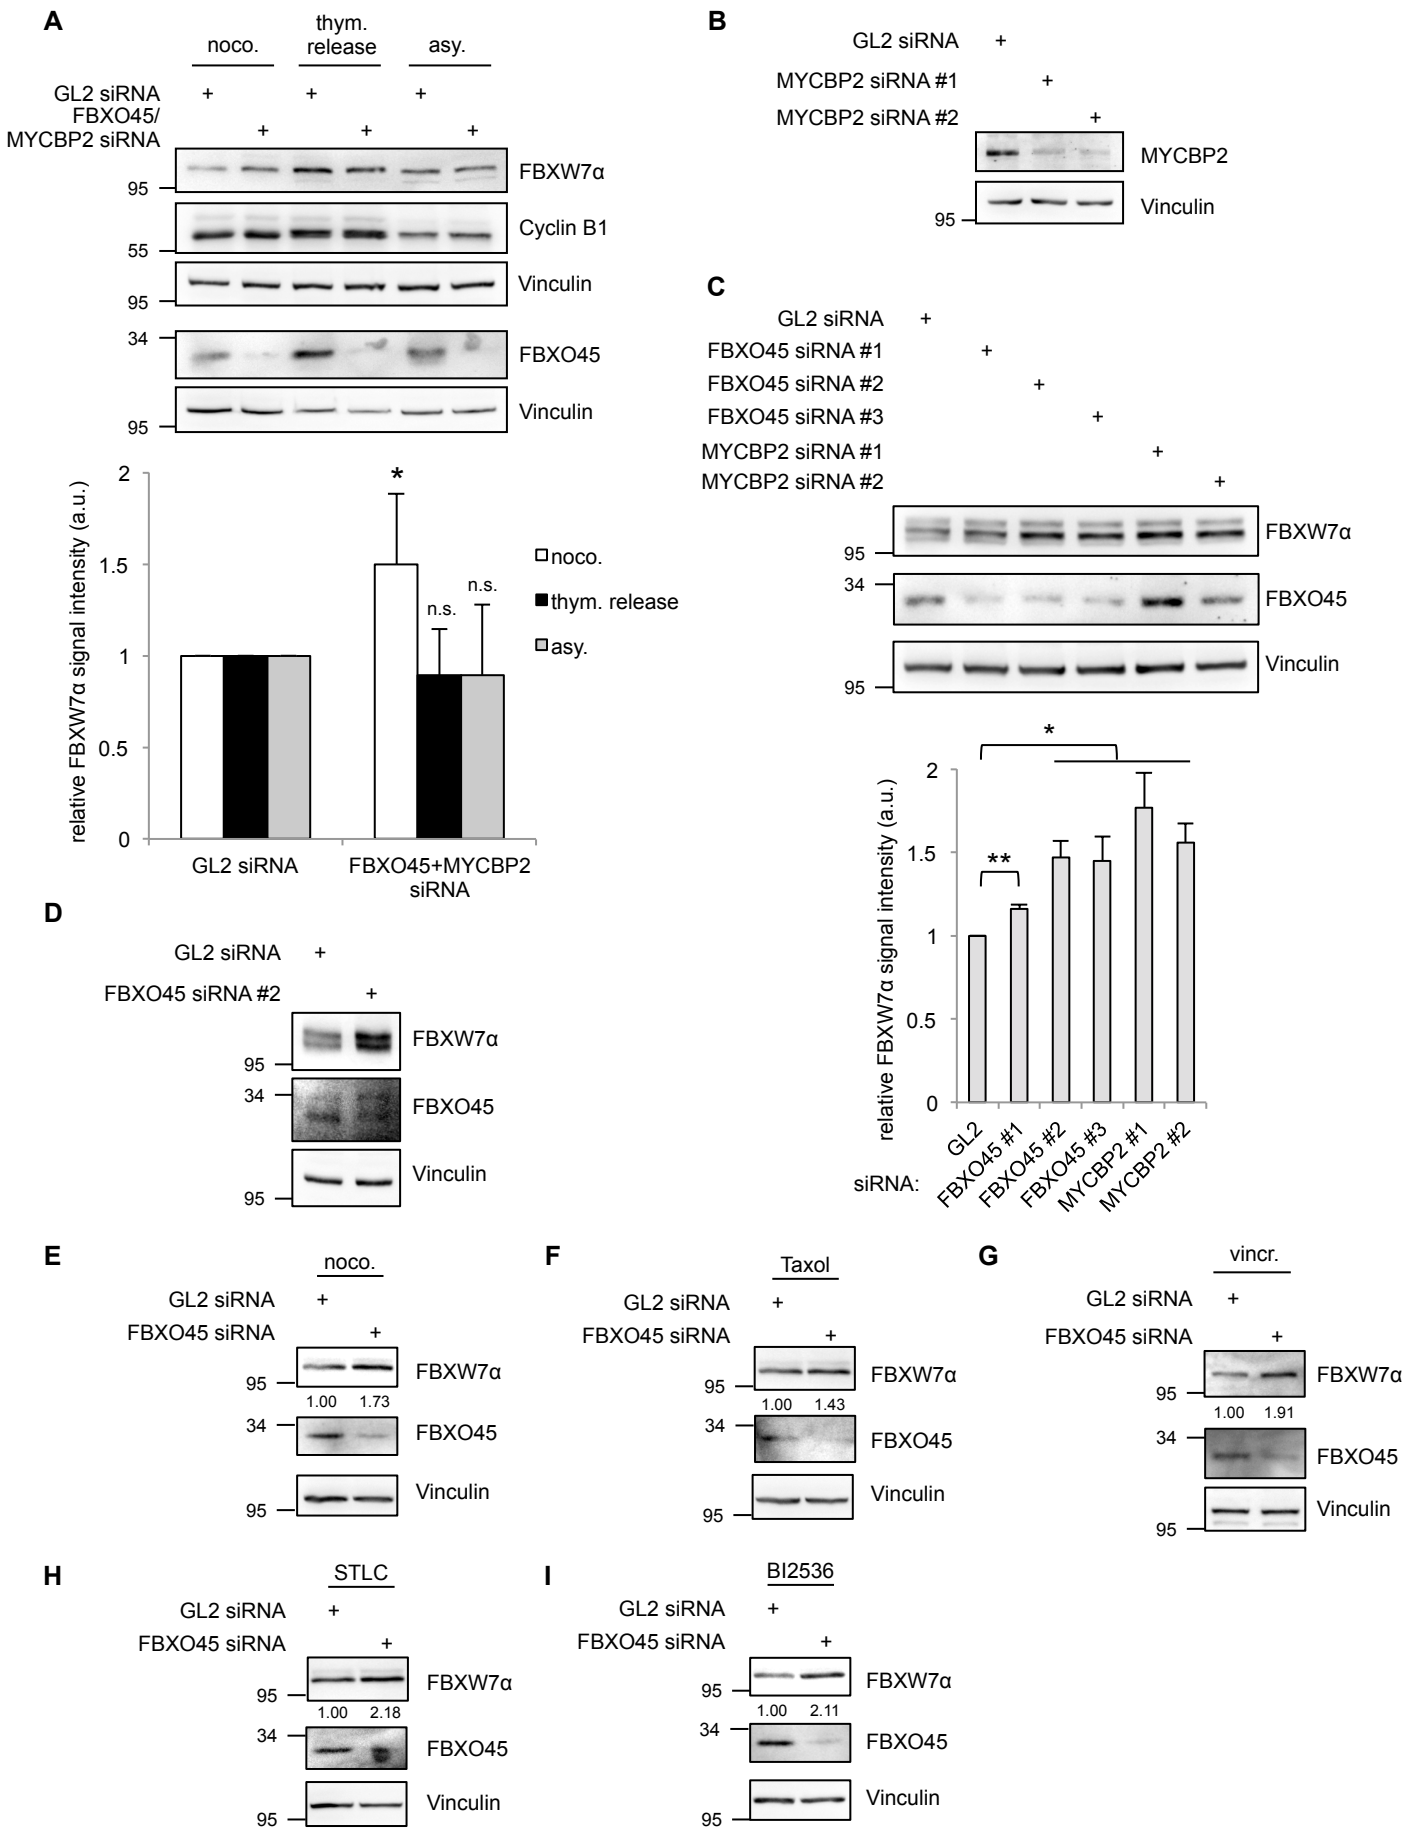 A
noco.
thym.
release
asy.
GL2 siRNA + + +
FBXO45/
MYCBP2 siRNA + + +
FBXW7α
95
Cyclin B1
55
Vinculin
95
34
FBXO45
Vinculin
95
relative FBXW7α signal intensity (a.u.)
2
1.5
1
0.5
0
*
n.s.
n.s.
noco.
thym. release
asy.
GL2 siRNA
FBXO45+MYCBP2
siRNA
B
GL2 siRNA +
MYCBP2 siRNA #1 +
MYCBP2 siRNA #2 +
MYCBP2
Vinculin
95
C
GL2 siRNA +
FBXO45 siRNA #1 +
FBXO45 siRNA #2 +
FBXO45 siRNA #3 +
MYCBP2 siRNA #1 +
MYCBP2 siRNA #2 +
FBXW7α
95
34
FBXO45
Vinculin
95
relative FBXW7α signal intensity (a.u.)
2
1.5
1
0.5
0
*
**
siRNA:
GL2
FBXO45 #1
FBXO45 #2
FBXO45 #3
MYCBP2 #1
MYCBP2 #2
D
GL2 siRNA +
FBXO45 siRNA #2 +
FBXW7α
95
34
FBXO45
Vinculin
95
E
noco.
GL2 siRNA +
FBXO45 siRNA +
FBXW7α
95
1.00 1.73
34
FBXO45
Vinculin
95
F
Taxol
GL2 siRNA +
FBXO45 siRNA +
FBXW7α
95
1.00 1.43
34
FBXO45
Vinculin
95
G
vincr.
GL2 siRNA +
FBXO45 siRNA +
FBXW7α
95
1.00 1.91
34
FBXO45
Vinculin
95
H
STLC
GL2 siRNA +
FBXO45 siRNA +
FBXW7α
95
1.00 2.18
34
FBXO45
Vinculin
95
I
BI2536
GL2 siRNA +
FBXO45 siRNA +
FBXW7α
95
1.00 2.11
34
FBXO45
Vinculin
95